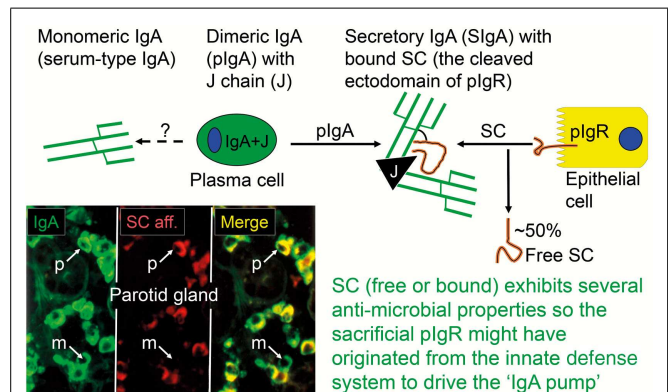 Monomeric IgA
(serum-type IgA)
Dimeric IgA
(pIgA) with
J chain (J)
Secretory IgA (SIgA) with
bound SC (the cleaved
ectodomain of pIgR)
?
IgA+J
Plasma cell
pIgA
J
SC
pIgR
Epithelial
cell
~50%
Free SC
IgA
SC aff.
Merge
p
p
p
Parotid gland
m
m
m
SC (free or bound) exhibits several
anti-microbial properties so the
sacrificial pIgR might have
originated from the innate defense
system to drive the ‘IgA pump’